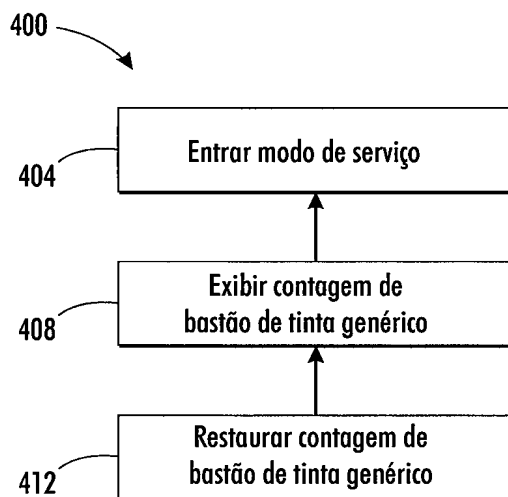 400
Entrar modo de serviço
404
Exibir contagem de
bastão de tinta genérico
408
Restaurar contagem de
bastão de tinta genérico
412